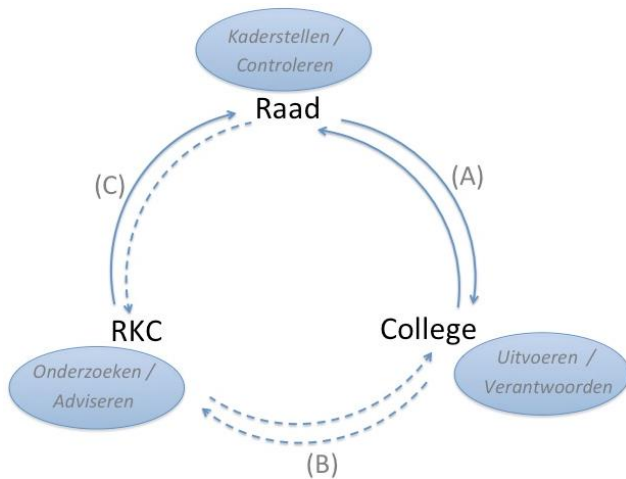 Kaderstellen /
Controleren
Raad
(C)
(A)
RKC
College
Onderzoeken /
Adviseren
Uitvoeren /
Verantwoorden
(B)